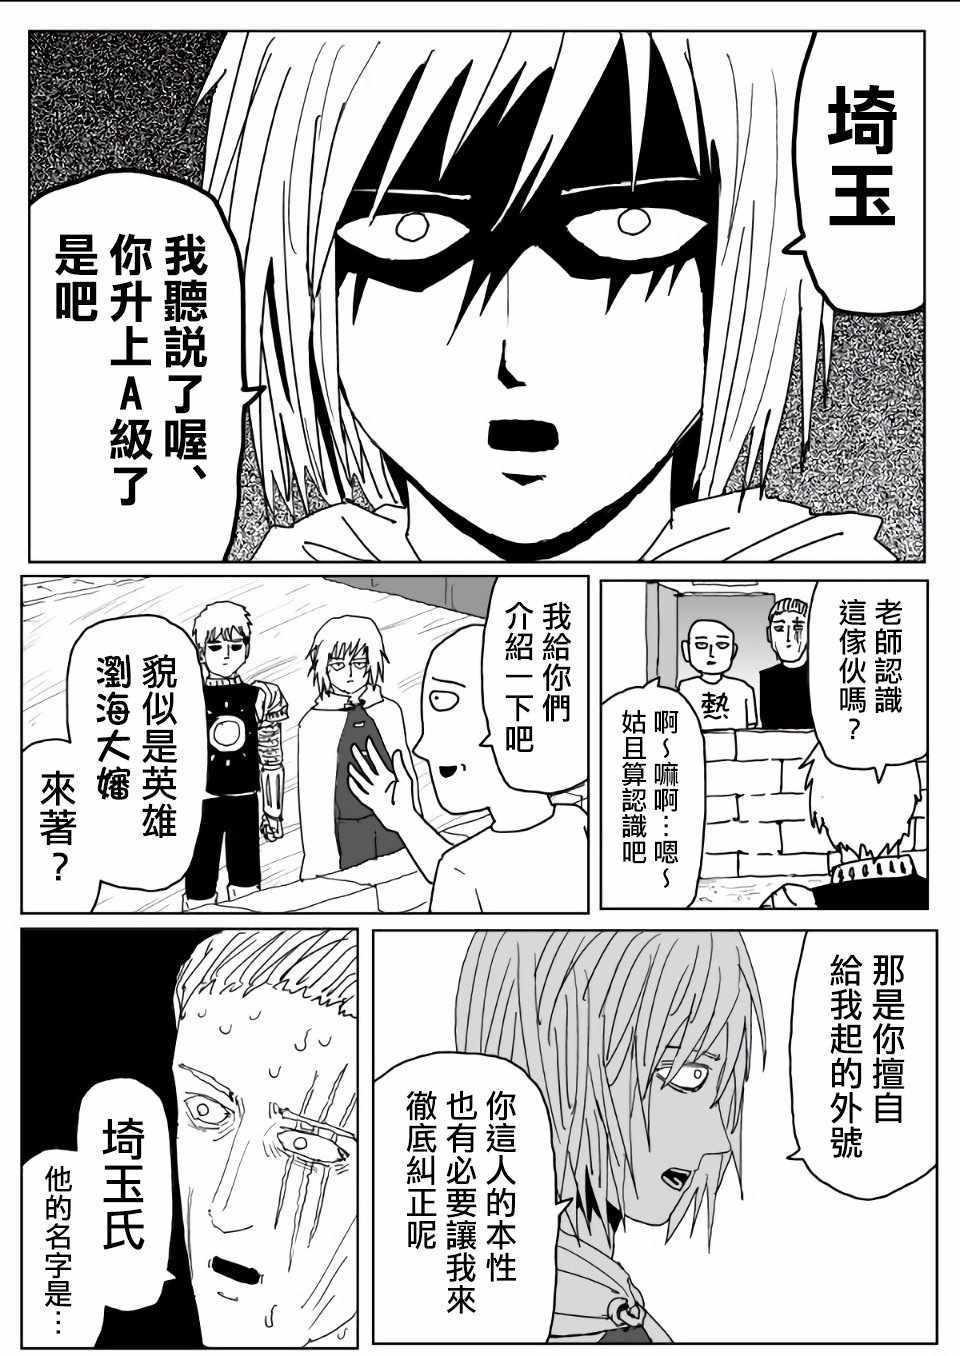 埼玉
我聽説了喔、
你升上A級了
是吧
老師認識
這傢伙嗎？
熱
啊～嘛啊…嗯～
姑且算認識吧
我給你們
介紹一下吧
貌似是英雄
瀏海大嬸
來著？
那是你擅自
給我起的外號
你這人的本性
也有必要讓我來
徹底糾正呢
埼玉氏
他的名字是…